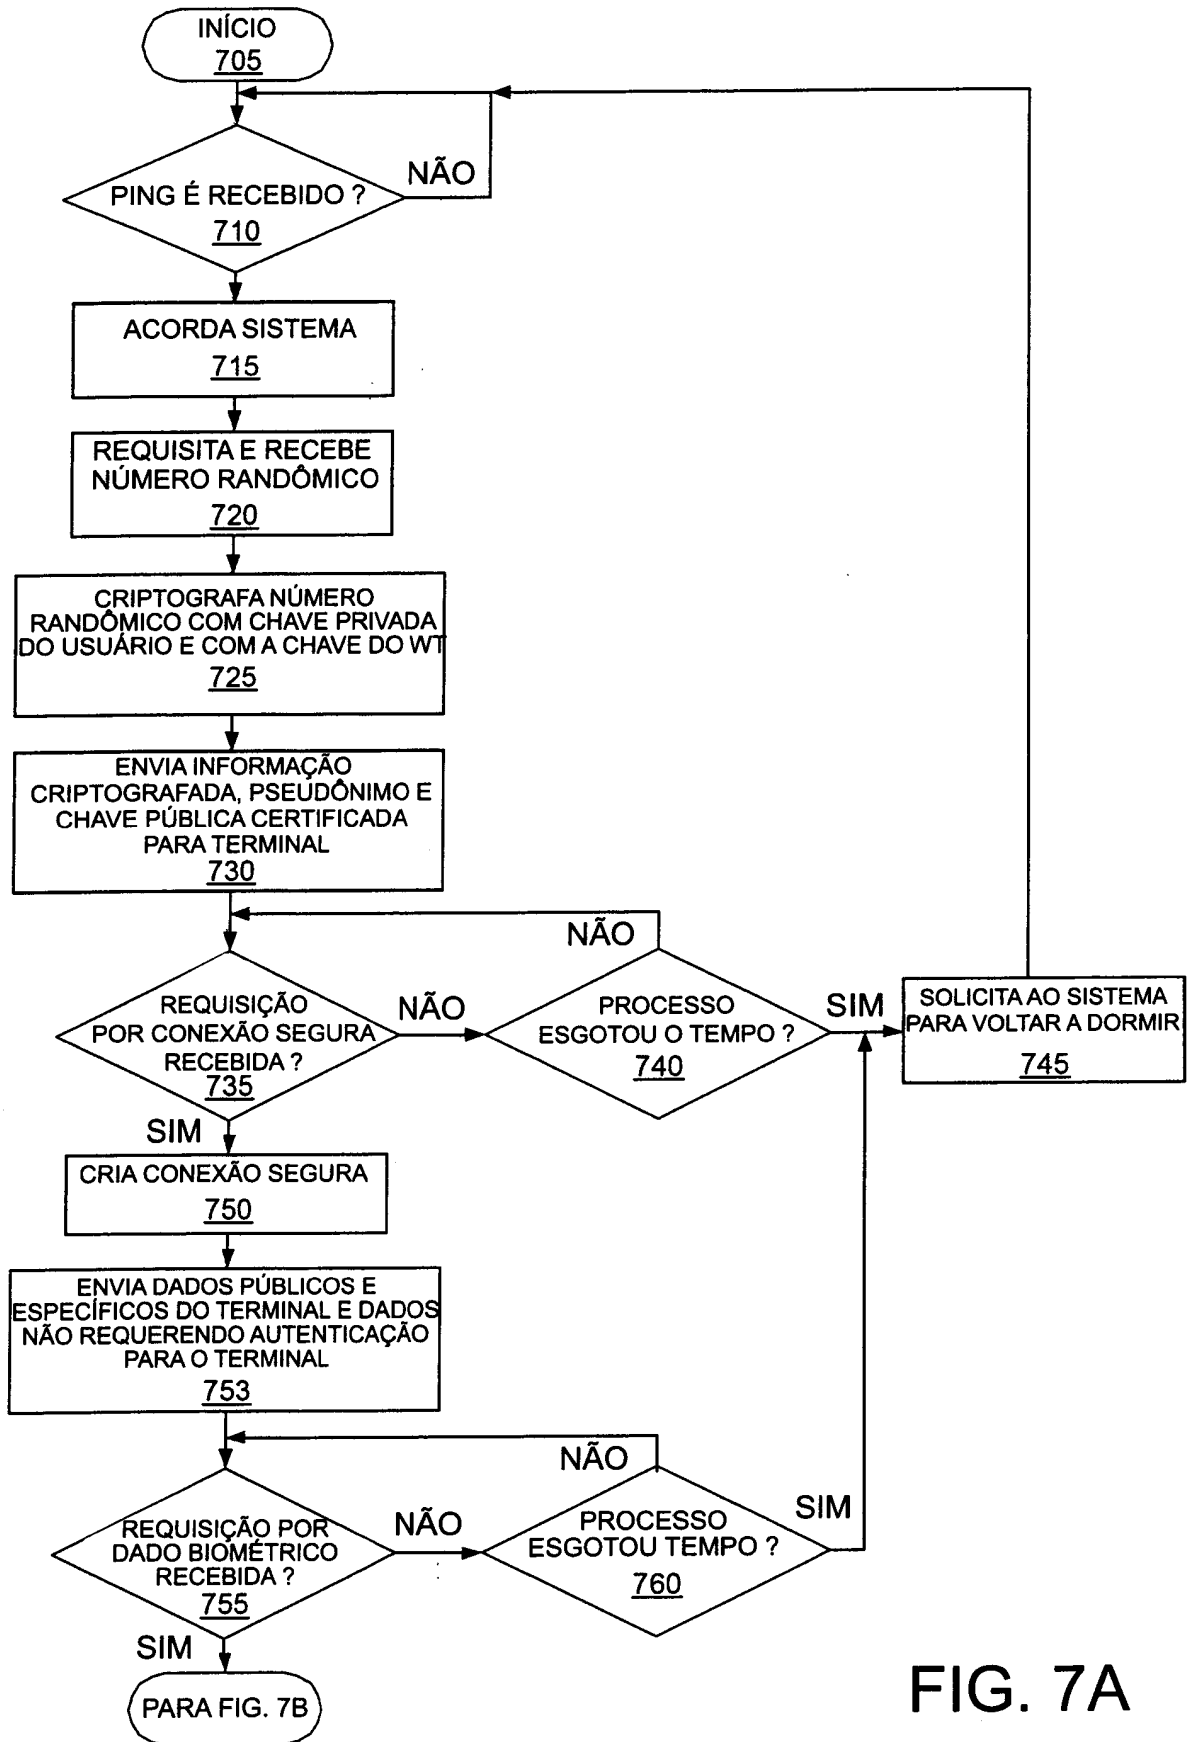 INÍCIO
705
NÃO
PING É RECEBIDO ?
710
ACORDA SISTEMA
715
REQUISITA E RECEBE
NÚMERO RANDÔMICO
720
CRIPTOGRAFA NÚMERO
RANDÔMICO COM CHAVE PRIVADA
DO USUÁRIO E COM A CHAVE DO WT
725
ENVIA INFORMAÇÃO
CRIPTOGRAFADA, PSEUDÔNIMO E
CHAVE PÚBLICA CERTIFICADA
PARA TERMINAL
730
NÃO
REQUISIÇÃO
POR CONEXÃO SEGURA
RECEBIDA ?
735
NÃO
PROCESSO
ESGOTOU O TEMPO ?
740
SIM
SOLICITA AO SISTEMA
PARA VOLTAR A DORMIR
745
SIM
CRIA CONEXÃO SEGURA
750
ENVIA DADOS PÚBLICOS E
ESPECÍFICOS DO TERMINAL E DADOS
NÃO REQUERENDO AUTENTICAÇÃO
PARA O TERMINAL
753
NÃO
REQUISIÇÃO POR
DADO BIOMÉTRICO
RECEBIDA ?
755
NÃO
PROCESSO
ESGOTOU TEMPO ?
760
SIM
SIM
PARA FIG. 7B
FIG. 7A